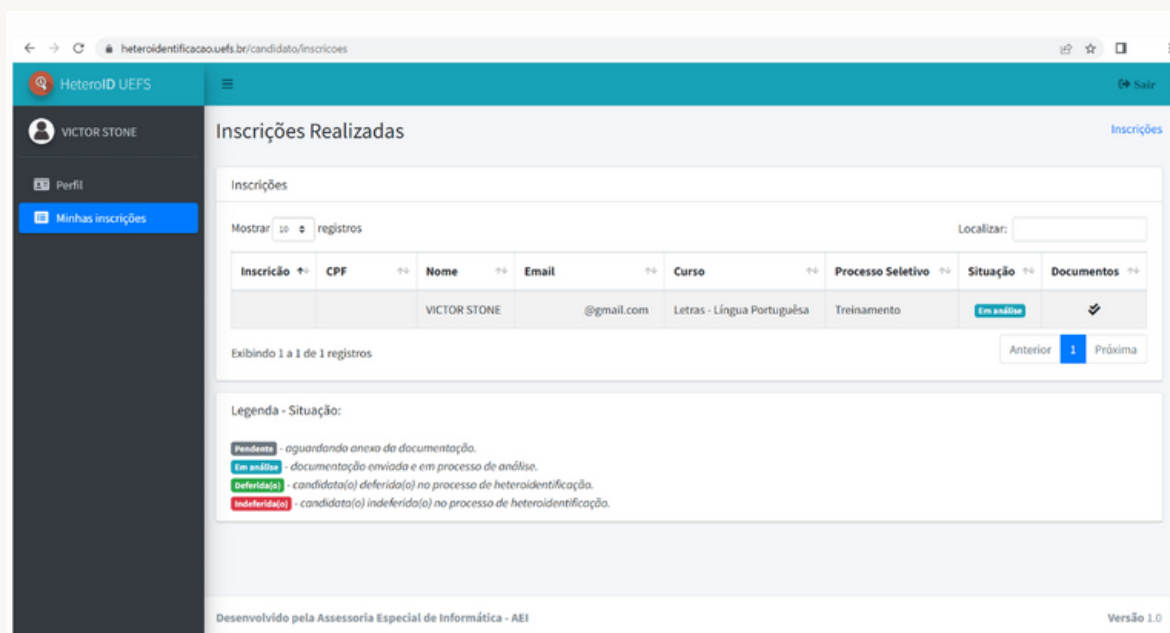 heteroidentificacao.uefs.br/candidato/inscricoes
HeteroID UEFS
Sair
VICTOR STONE
Inscrições Realizadas
Inscrições
Perfil
Minhas inscrições
Inscrições
Mostrar 10 registros
Localizar:
Inscricão CPF Nome Email Curso Processo Seletivo Situação Documentos
VICTOR STONE @gmail.com Letras - Língua Portuguêsa Treinamento Em análise
Exibindo 1 a 1 de 1 registros
Anterior 1 Próxima
Legenda - Situação:
Pendente - aguardando anexo da documentação.
Em análise - documentação enviada e em processo de análise.
Deferida(o) - candidata(o) deferida(o) no processo de heteroidentificação.
Indeferida(o) - candidata(o) indeferida(o) no processo de heteroidentificação.
Desenvolvido pela Assessoria Especial de Informática - AEI
Versão 1.0